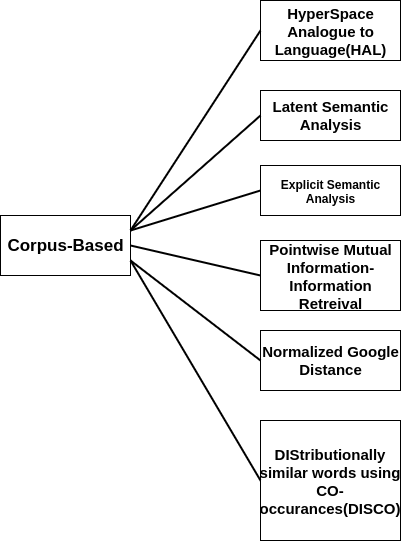 HyperSpace
Analogue to
Language(HAL)
Latent Semantic
Analysis
Explicit Semantic
Analysis
Corpus-Based
Pointwise Mutual
Information-
Information
Retreival
Normalized Google
Distance
DIStributionally
similar words using
CO-
occurances(DISCO)